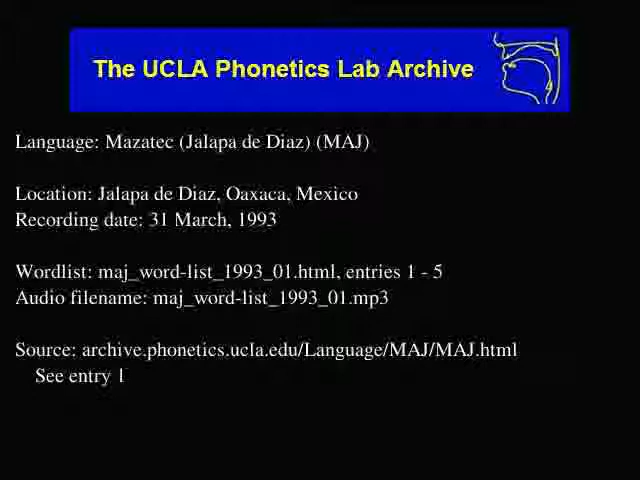 The UCLA Phonetics Lab Archive
Language: Mazatec (Jalapa de Diaz) (MAJ)
Location: Jalapa de Diaz, Oaxaca, Mexico
Recording date: 31 March, 1993
Wordlist: maj_word-list_1993_01.html, entries 1 - 5
Audio filename: maj_word-list_1993_01.mp3
Source: archive.phonetics.ucla.edu/Language/MAJ/MAJ.html
See entry 1